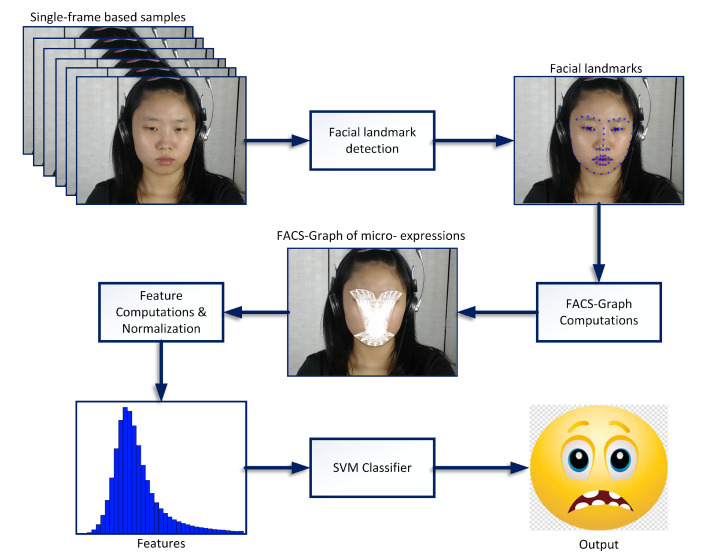 Single-frame based samples
Facial landmark
detection
Facial landmarks
FACS-Graph of micro- expressions
Feature
Computations &
Normalization
FACS-Graph
Computations
SVM Classifier
Features
Output